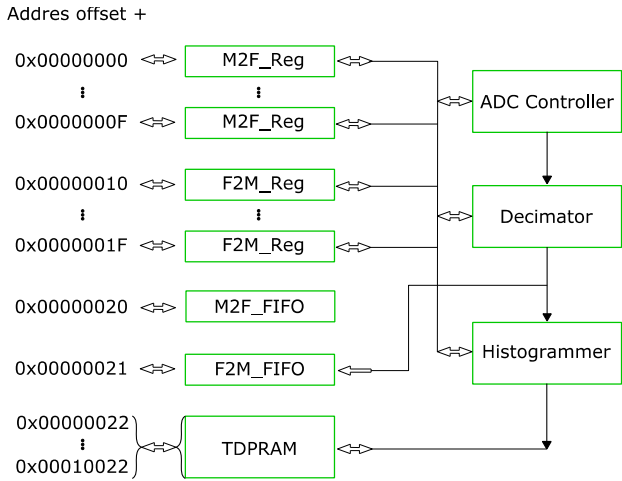 Addres offset +
0x00000000 M2F_Reg
ADC Controller
0x0000000F M2F_Reg
0x00000010 F2M_Reg
Decimator
0x0000001F F2M_Reg
0x00000020 M2F_FIFO
Histogrammer
0x00000021 F2M_FIFO
0x00000022
TDPRAM
0x00010022